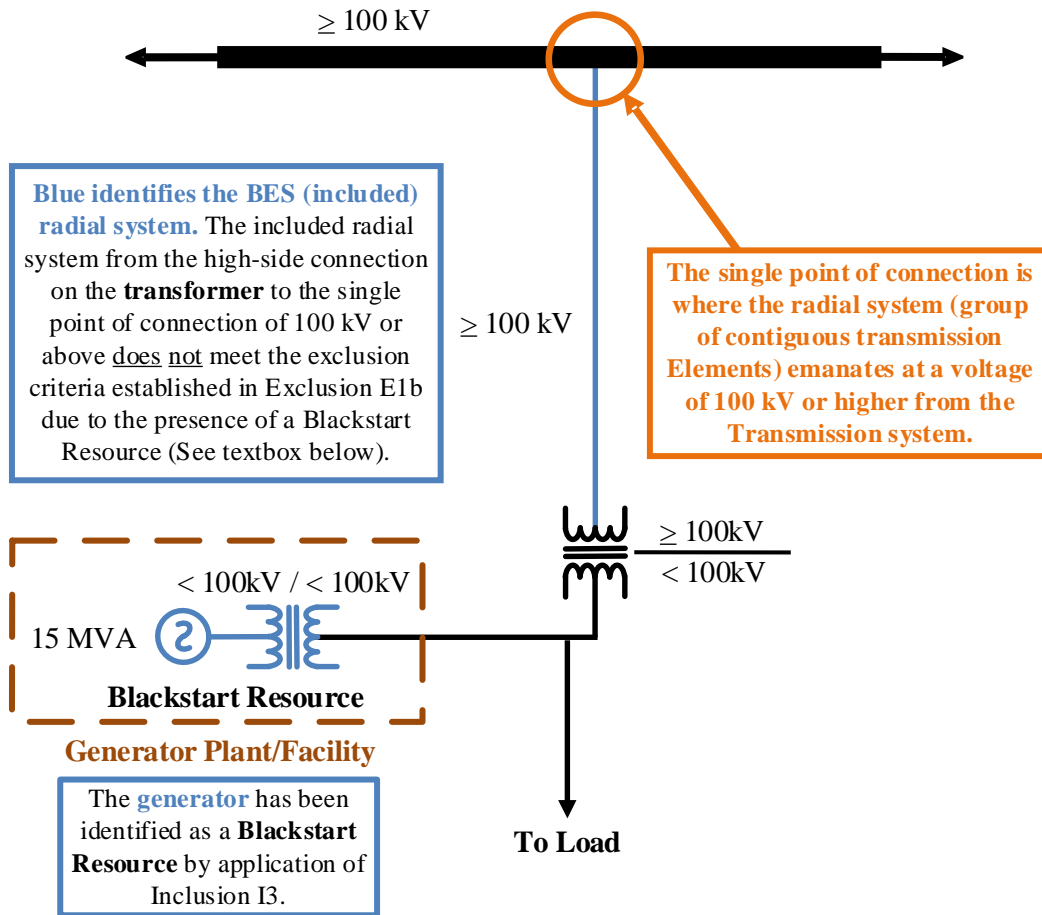 ≥ 100 kV
Blue identifies the BES (included)
radial system. The included radial
system from the high-side connection
on the transformer to the single
point of connection of 100 kV or
above does not meet the exclusion
criteria established in Exclusion E1b
due to the presence of a Blackstart
Resource (See textbox below).
≥ 100 kV
The single point of connection is
where the radial system (group
of contiguous transmission
Elements) emanates at a voltage
of 100 kV or higher from the
Transmission system.
≥ 100kV
< 100kV
< 100kV / < 100kV
15 MVA
Blackstart Resource
Generator Plant/Facility
The generator has been
identified as a Blackstart
Resource by application of
Inclusion I3.
To Load